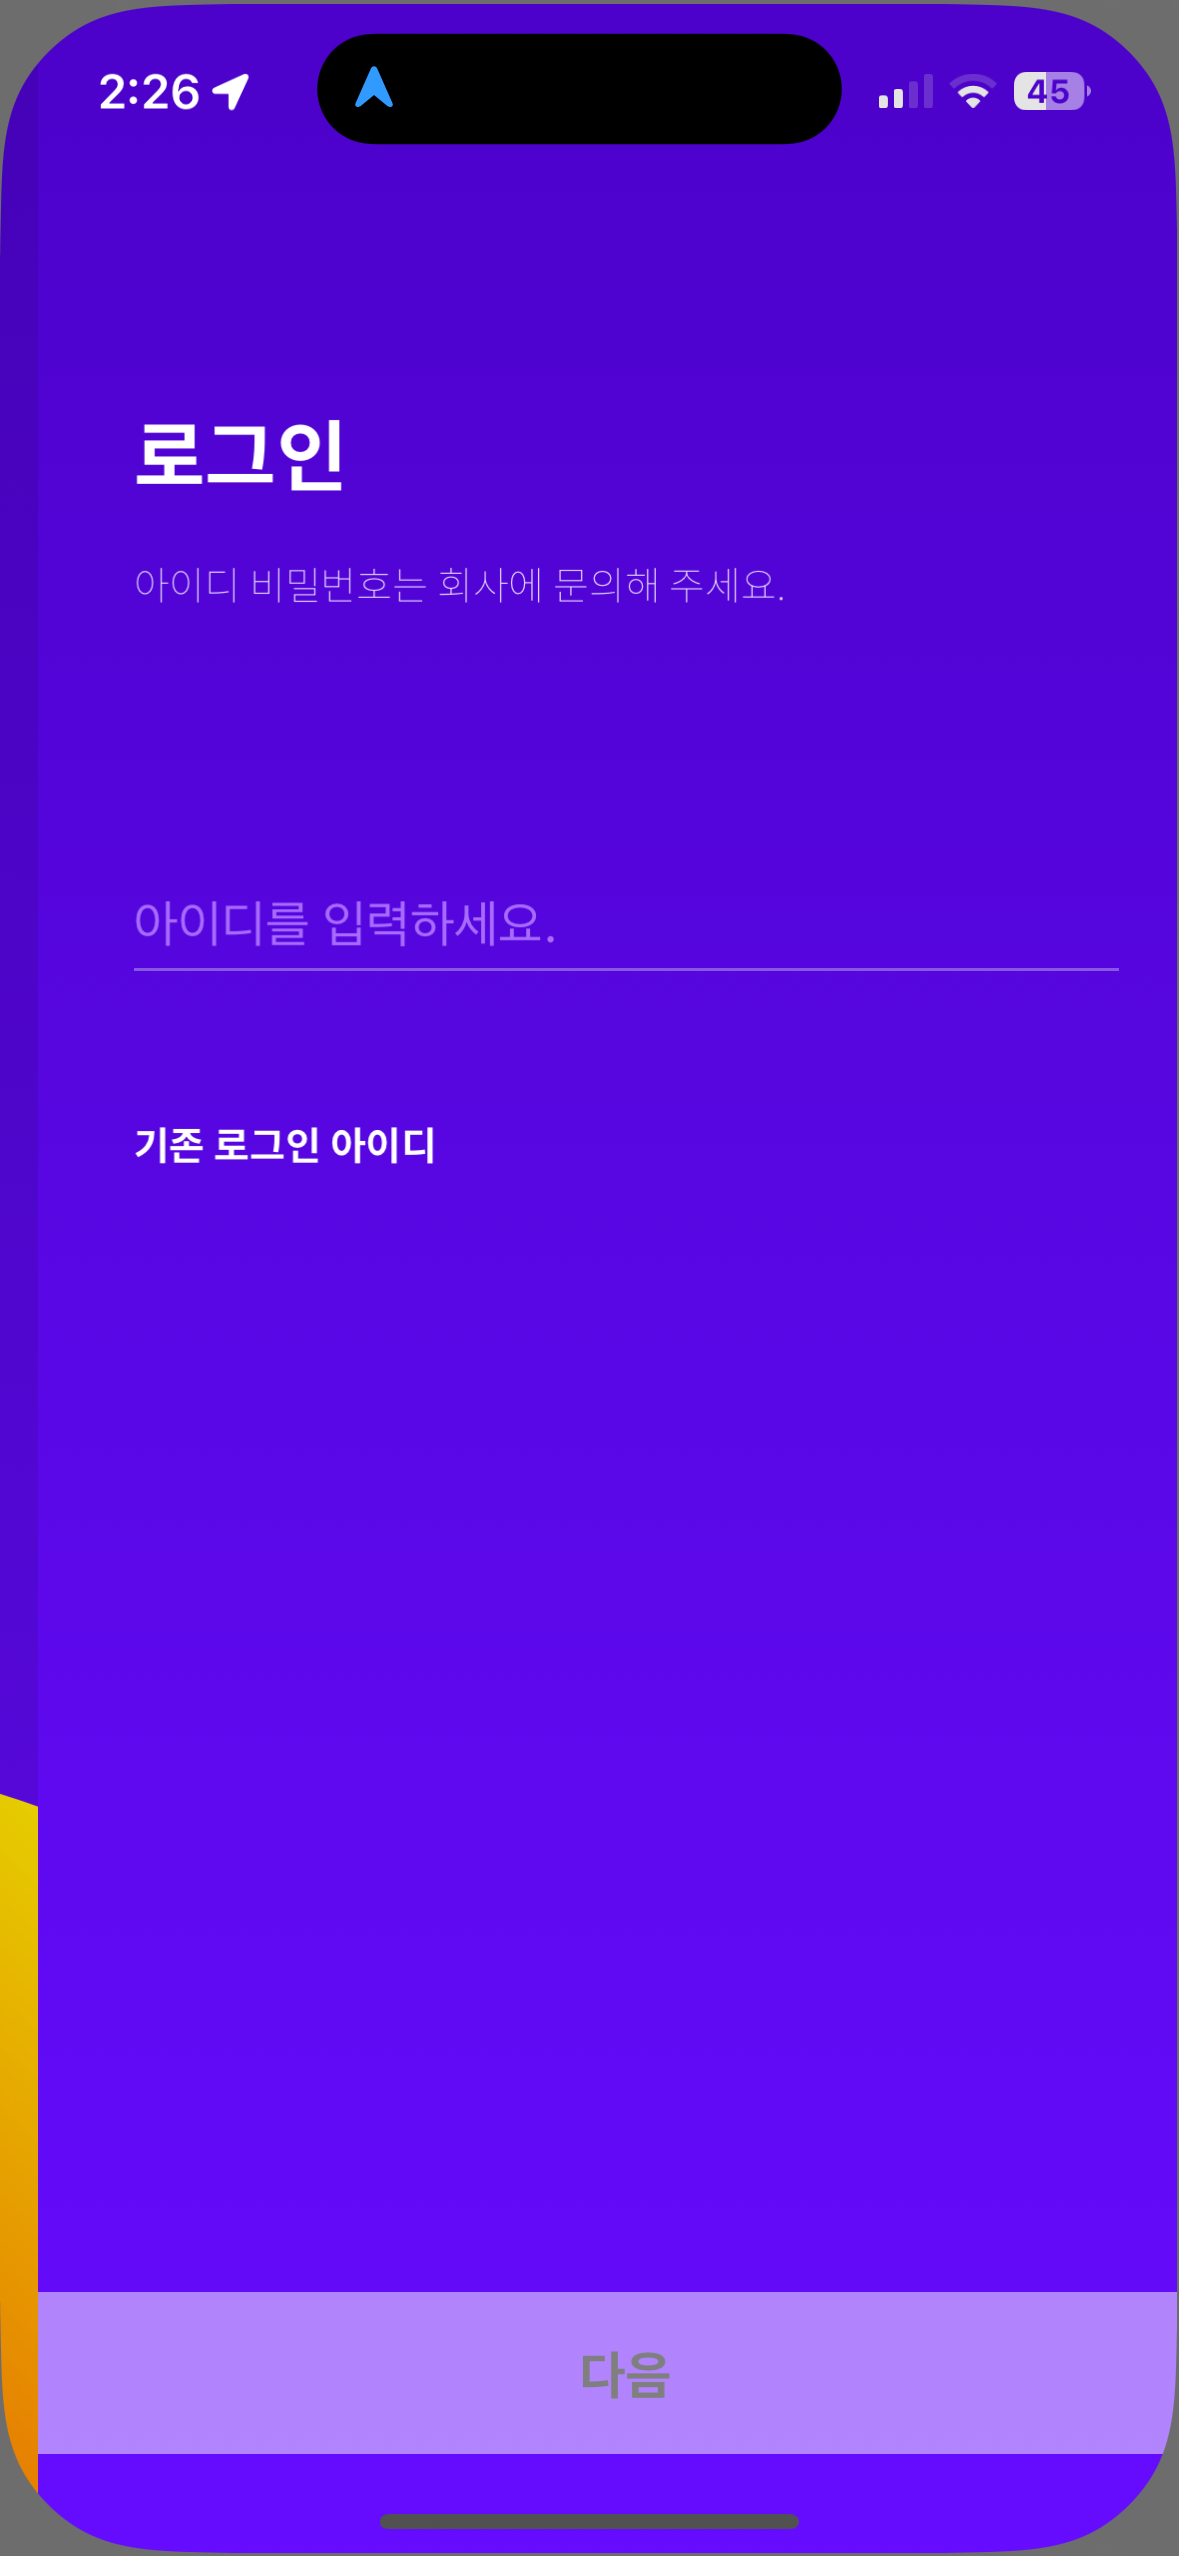 2:26
45
로그인
아이디 비밀번호는 회사에 문의해 주세요.
아이디를 입력하세요.
기존 로그인 아이디
다음